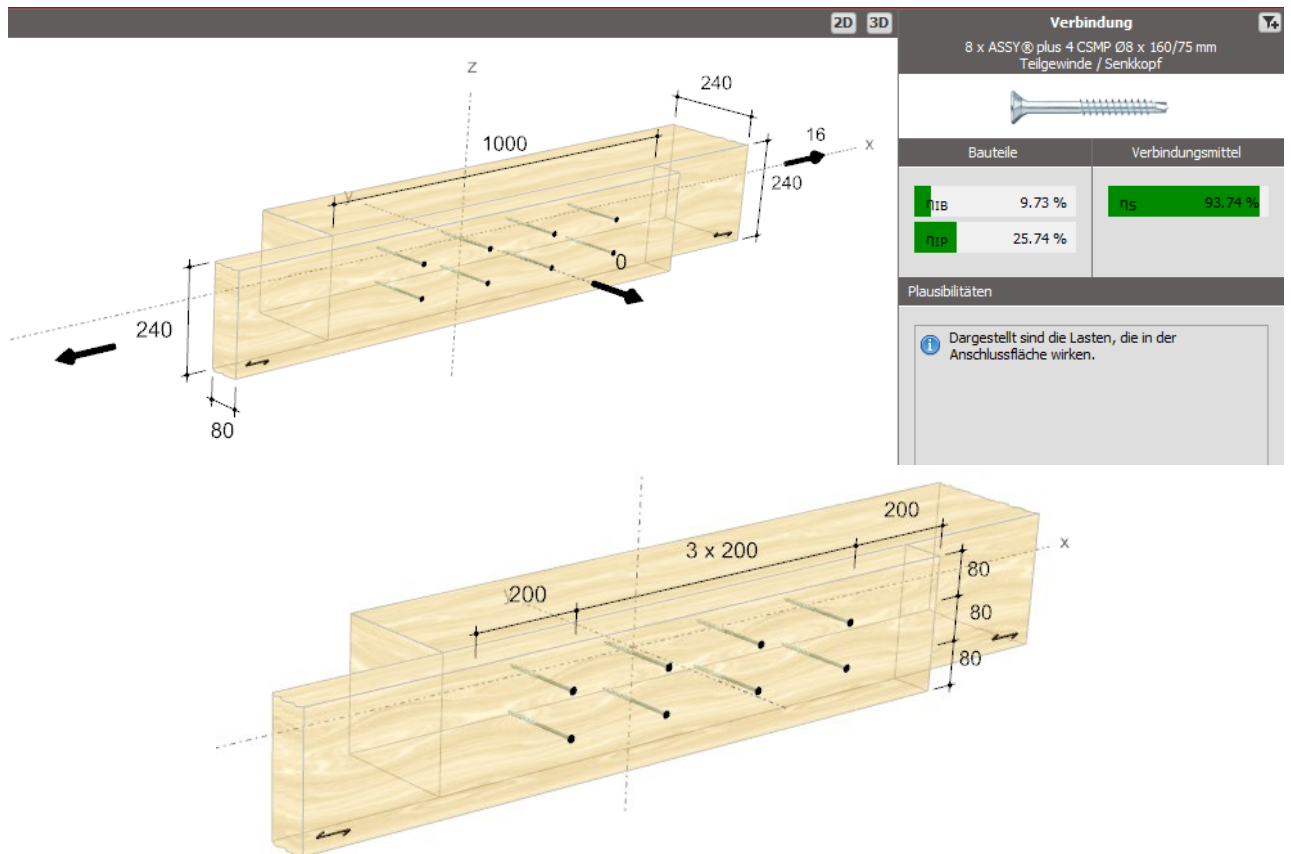 2D 3D
Verbindung
8 x ASSY® plus 4 CSMP Ø8 x 160/75 mm
Teilgewinde / Senkkopf
Bauteile
Verbindungsmittel
ηIB 9.73 %
ηS 93.74 %
ηIP 25.74 %
Plausibilitäten
Dargestellt sind die Lasten, die in der
Anschlussfläche wirken.
z
240
1000
16
x
240
y
0
240
80
200
3 x 200
x
200
y
80
80
80